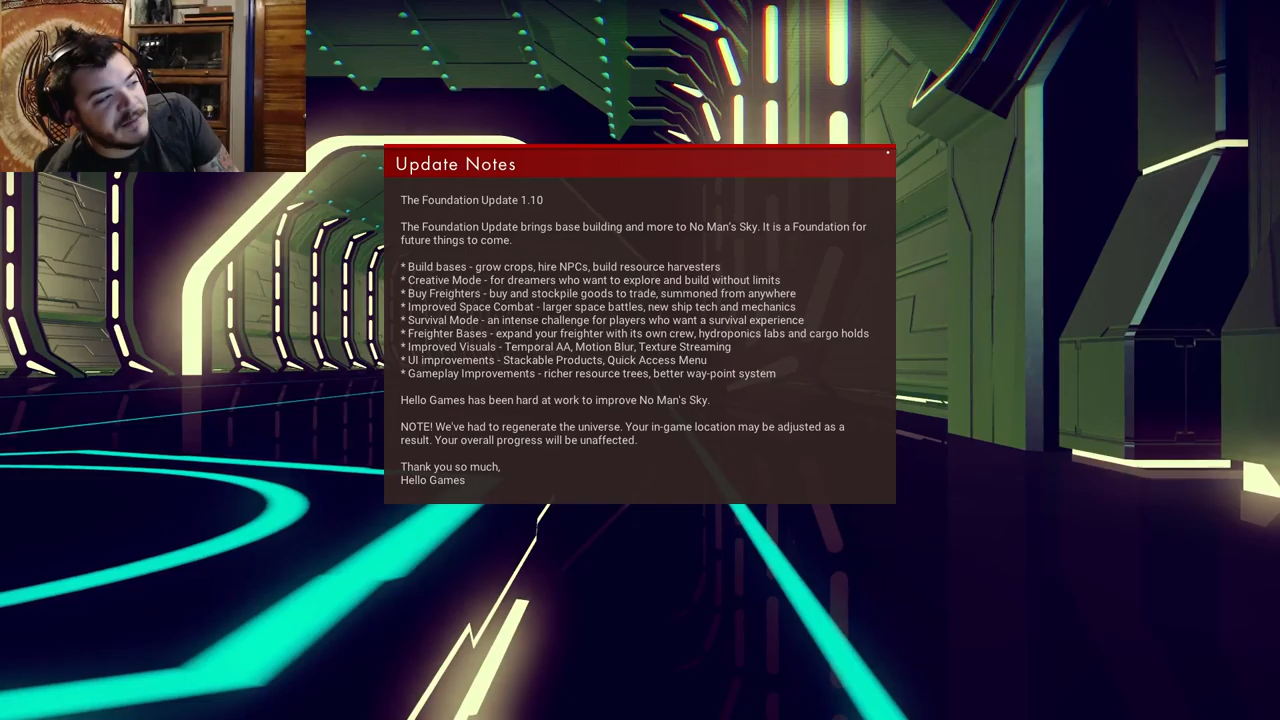 Update Notes
The Foundation Update 1.10
The Foundation Update brings base building and more to No Man's Sky. It is a Foundation for
future things to come.
* Build bases - grow crops, hire NPCs, build resource harvesters
* Creative Mode - for dreamers who want to explore and build without limits
* Buy Freighters - buy and stockpile goods to trade, summoned from anywhere
* Improved Space Combat - larger space battles, new ship tech and mechanics
* Survival Mode - an intense challenge for players who want a survival experience
* Freighter Bases - expand your freighter with its own crew, hydroponics labs and cargo holds
* Improved Visuals - Temporal AA, Motion Blur, Texture Streaming
* UI improvements - Stackable Products, Quick Access Menu
* Gameplay Improvements - richer resource trees, better way-point system
Hello Games has been hard at work to improve No Man's Sky.
NOTE! We've had to regenerate the universe. Your in-game location may be adjusted as a
result. Your overall progress will be unaffected.
Thank you so much,
Hello Games